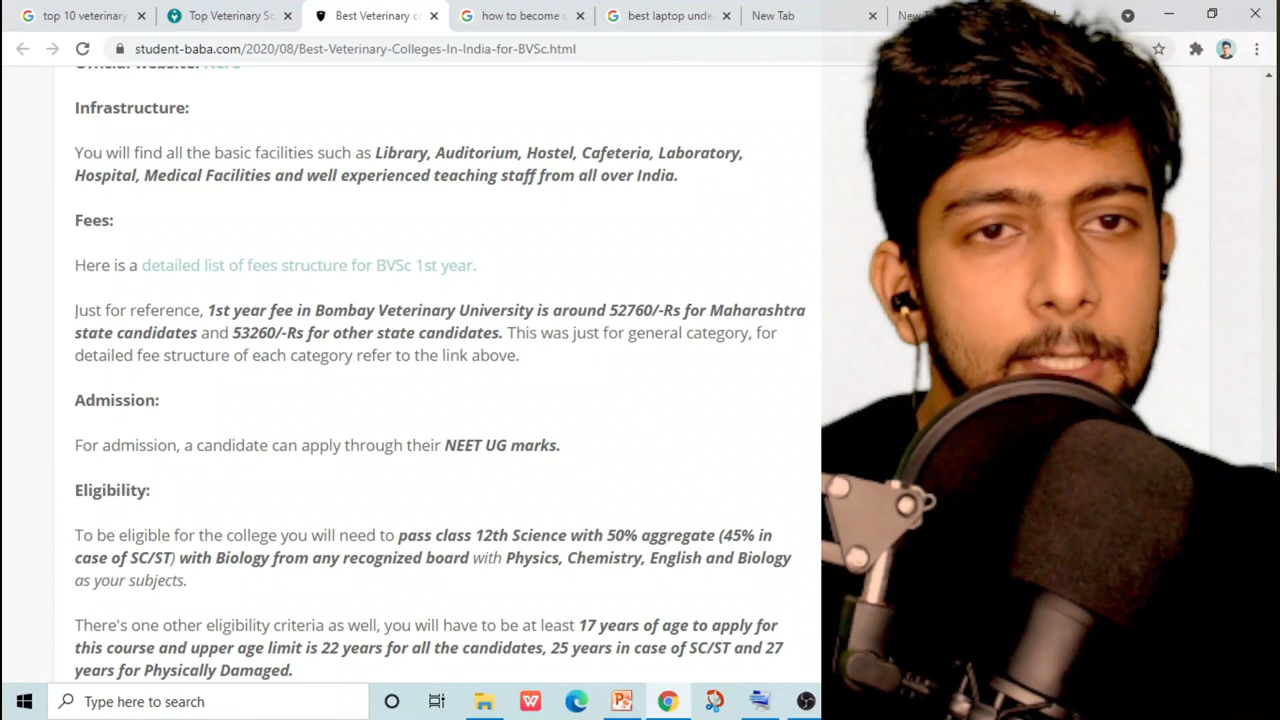 top 10 veterinary
Top Veterinary Sc
Best Veterinary c
how to become
best laptop unde
New Tab
student-baba.com/2020/08/Best-Veterinary-Colleges-In-India-for-BVSc.html
Infrastructure:
You will find all the basic facilities such as Library, Auditorium, Hostel, Cafeteria, Laboratory,
Hospital, Medical Facilities and well experienced teaching staff from all over India.
Fees:
Here is a detailed list of fees structure for BVSc 1st year.
Just for reference, 1st year fee in Bombay Veterinary University is around 52760/-Rs for Maharashtra
state candidates and 53260/-Rs for other state candidates. This was just for general category, for
detailed fee structure of each category refer to the link above.
Admission:
For admission, a candidate can apply through their NEET UG marks.
Eligibility:
To be eligible for the college you will need to pass class 12th Science with 50% aggregate (45% in
case of SC/ST) with Biology from any recognized board with Physics, Chemistry, English and Biology
as your subjects.
There's one other eligibility criteria as well, you will have to be at least 17 years of age to apply for
this course and upper age limit is 22 years for all the candidates, 25 years in case of SC/ST and 27
years for Physically Damaged.
Type here to search